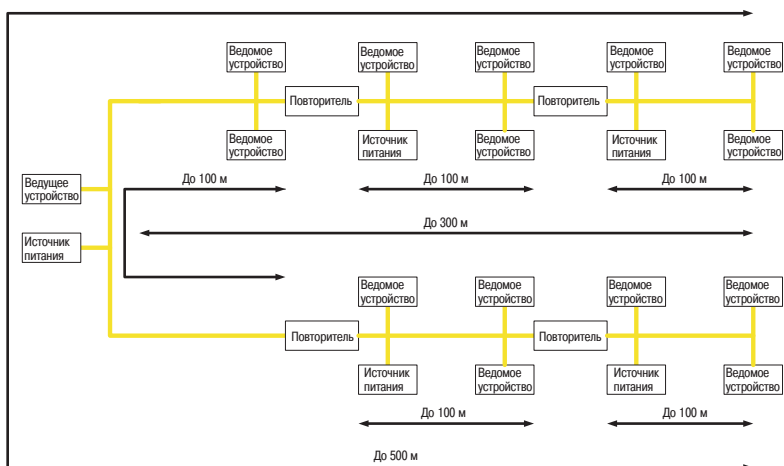 Ведомое
устройство
Ведомое
устройство
Ведомое
устройство
Ведомое
устройство
Ведомое
устройство
Повторитель
Повторитель
Ведомое
устройство
Источник
питания
Ведомое
устройство
Источник
питания
Ведомое
устройство
Ведущее
устройство
До 100 м
До 100 м
До 100 м
До 300 м
Источник
питания
Ведомое
устройство
Ведомое
устройство
Ведомое
устройство
Ведомое
устройство
Повторитель
Повторитель
Источник
питания
Ведомое
устройство
Источник
питания
Ведомое
устройство
До 100 м
До 100 м
До 500 м